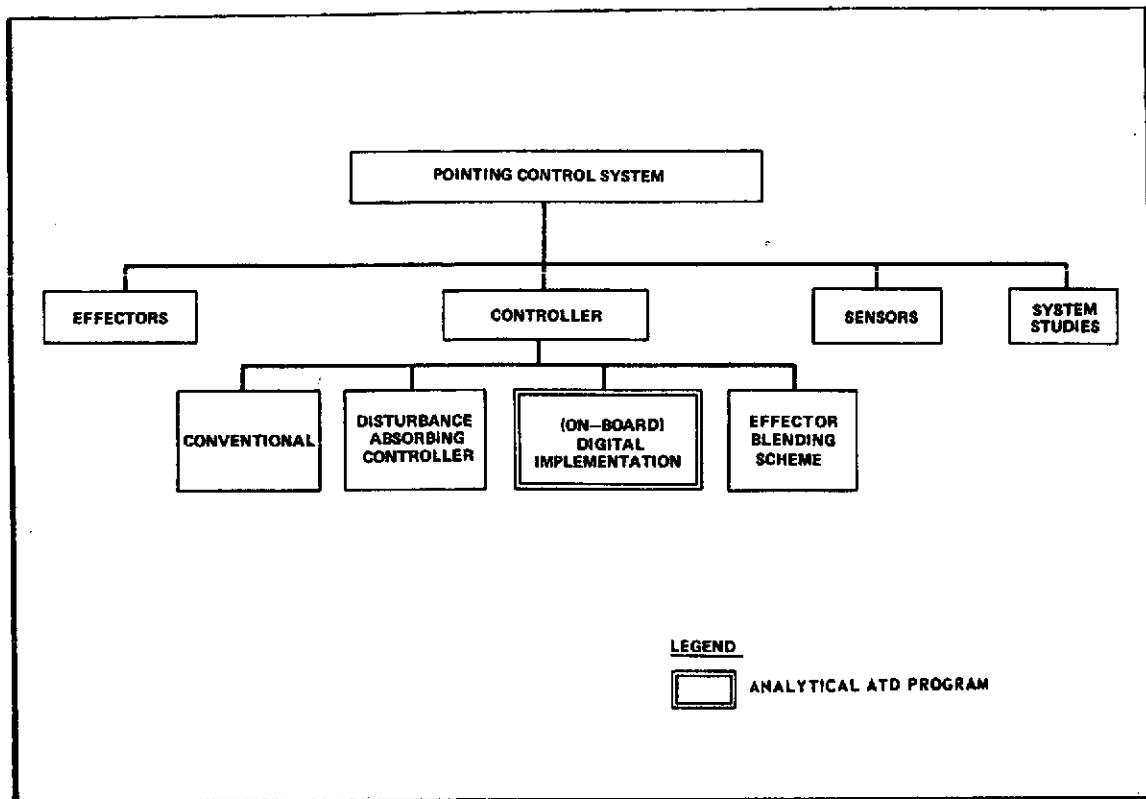 POINTING CONTROL SYSTEM
EFFECTORS
CONTROLLER
SENSORS
SYSTEM
STUDIES
CONVENTIONAL
DISTURBANCE
ABSORBING
CONTROLLER
(ON-BOARD)
DIGITAL
IMPLEMENTATION
EFFECTOR
BLENDING
SCHEME
LEGEND
ANALYTICAL ATD PROGRAM